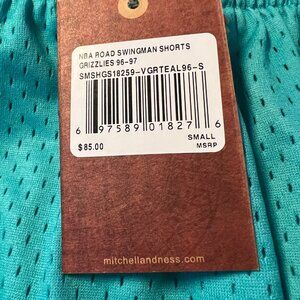 NBA ROAD SWINGMAN SHORTS
GRIZZLIES 96-97
SMSHGS18259-VGRTEAL96-S
6 97589 01827 6
SMALL
$85.00 MSRP
mitchellandness.com